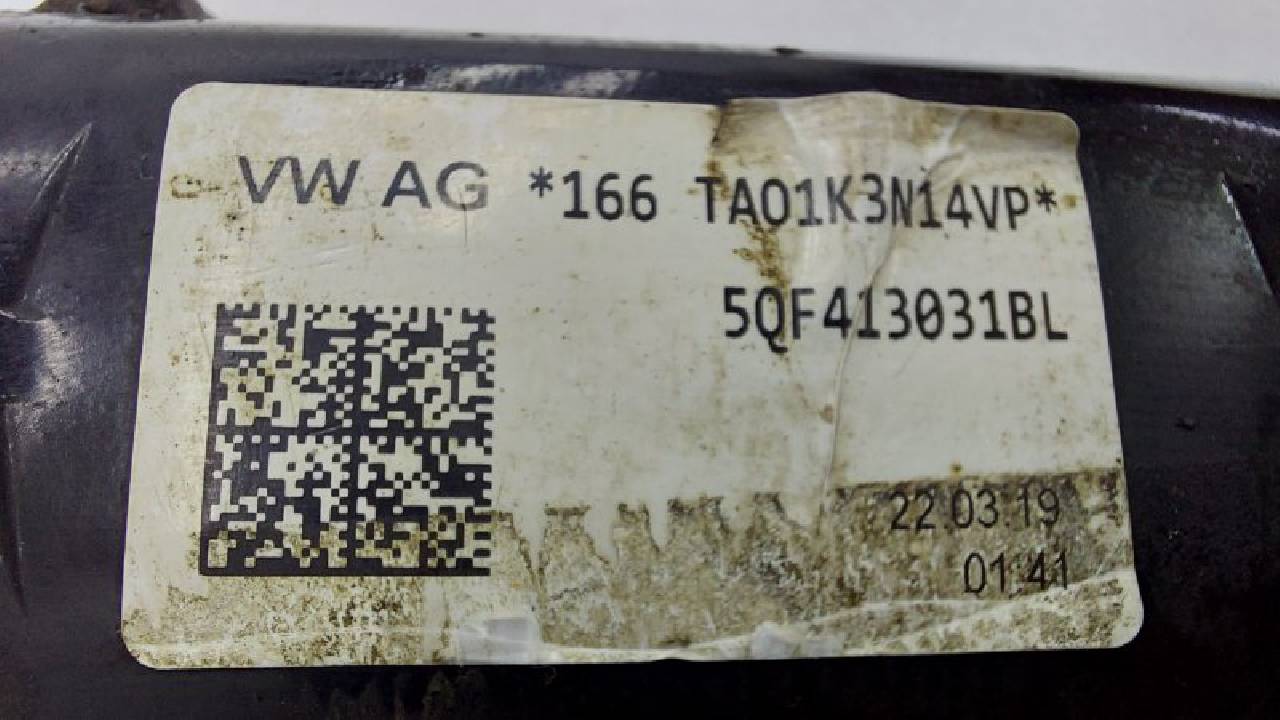 VW AG *166 TA01K3N14VP*
5QF413031BL
22.03.19
01:41